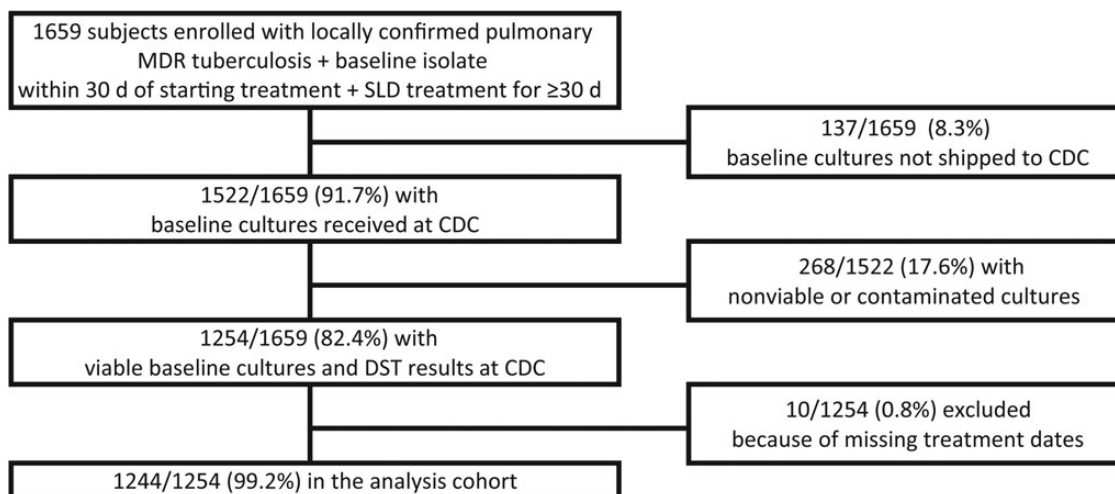 1659 subjects enrolled with locally confirmed pulmonary
MDR tuberculosis + baseline isolate
within 30 d of starting treatment + SLD treatment for ≥30 d
137/1659 (8.3%)
baseline cultures not shipped to CDC
1522/1659 (91.7%) with
baseline cultures received at CDC
268/1522 (17.6%) with
nonviable or contaminated cultures
1254/1659 (82.4%) with
viable baseline cultures and DST results at CDC
10/1254 (0.8%) excluded
because of missing treatment dates
1244/1254 (99.2%) in the analysis cohort